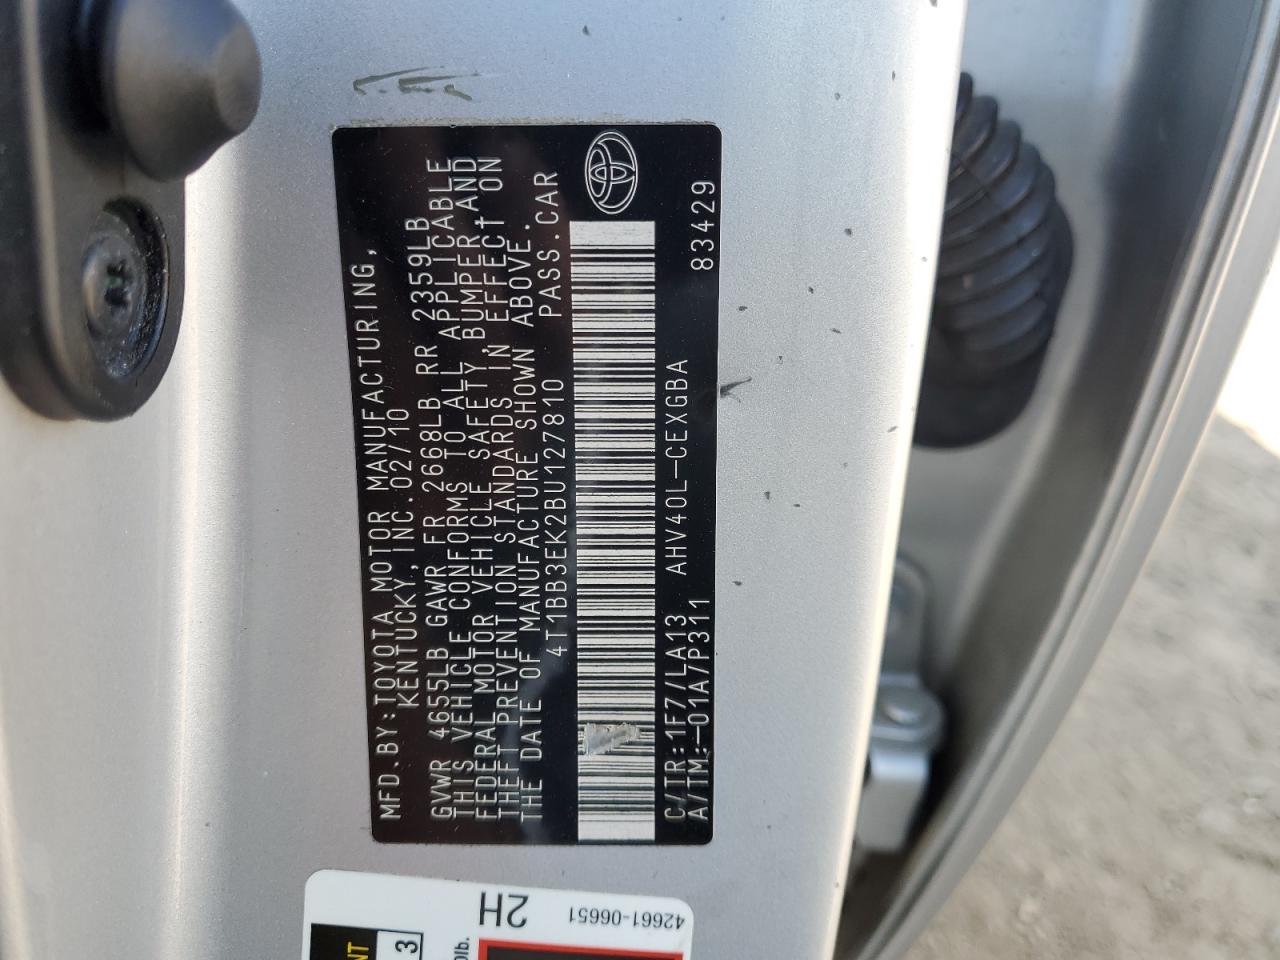 MFD.BY:TOYOTA MOTOR MANUFACTURING,
KENTUCKY,INC.02/10
GVWR 4655LB GAWR FR 2668LB RR 2359LB
THIS VEHICLE CONFORMS TO ALL APPLICABLE
FEDERAL MOTOR VEHICLE SAFETY, BUMPER, AND
THEFT PREVENTION STANDARDS IN EFFECT ON
THE DATE OF MANUFACTURE SHOWN ABOVE.
4T1BB3EK2BU127810 PASS.CAR
C/TR:1F7/LA13 AHV40L-CEXGBA 83429
A/TM:-01A/P311
2H
42661-06651
3